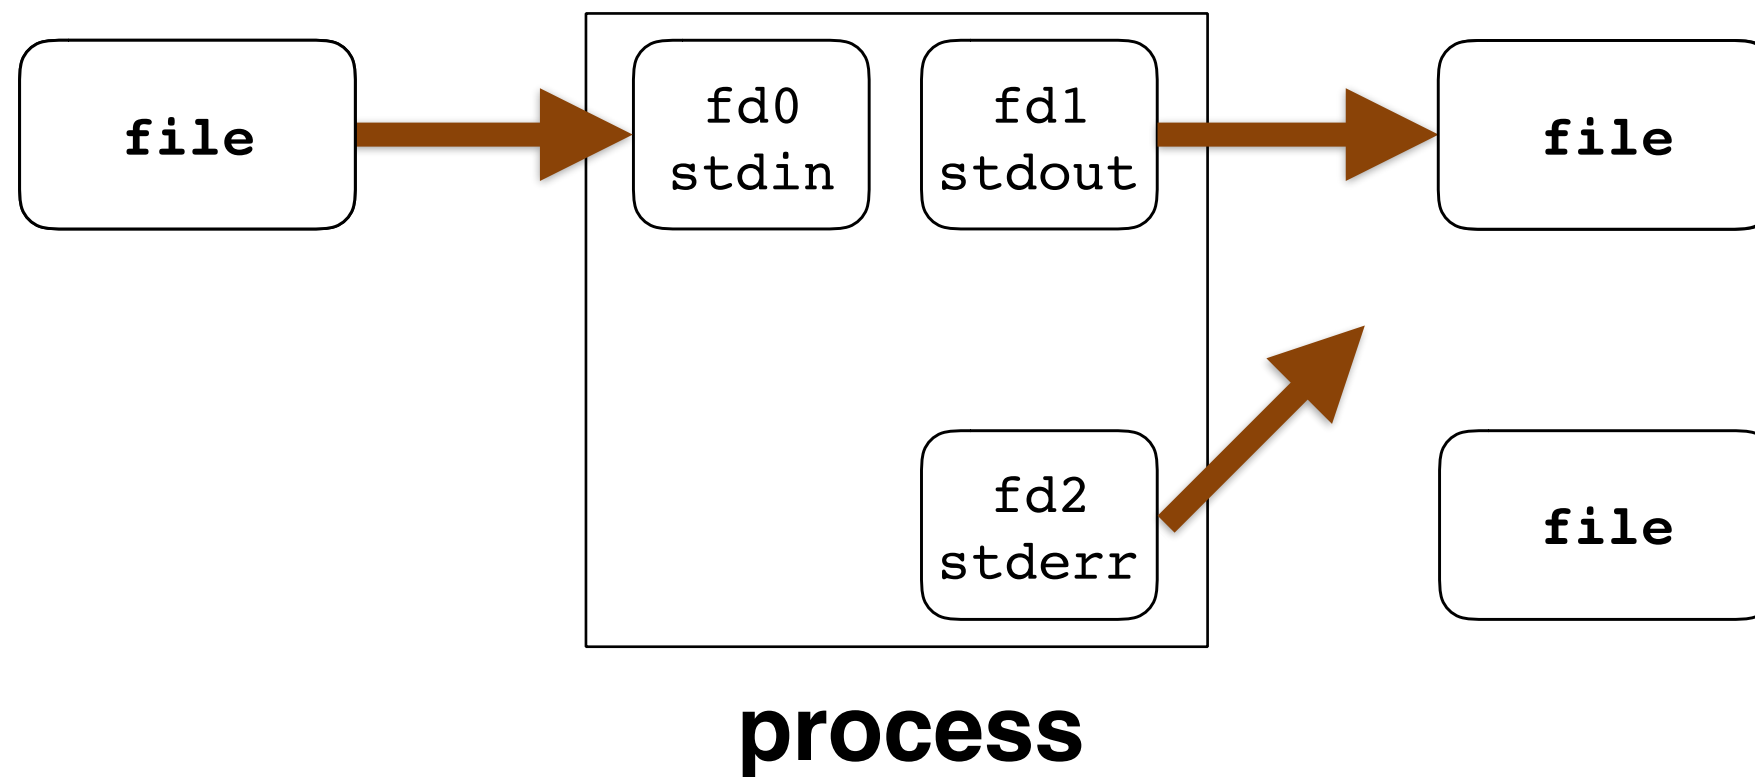 file
fd0
stdin
fd1
stdout
file
fd2
stderr
file
process